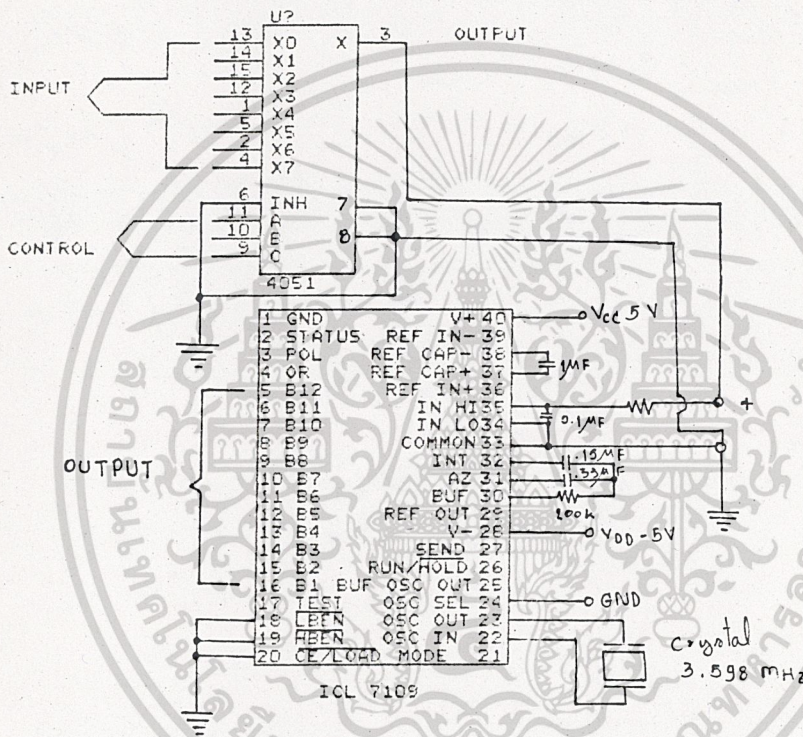 U?
13 X0 X 3 OUTPUT
14 X1
15 X2
INPUT 12 X3
1 X4
5 X5
2 X6
4 X7
6 INH 7
11 A
10 B 8
CONTROL 9 C
4051
1 GND V+ 40 Vcc 5 V
2 STATUS REF IN- 39
3 POL REF CAP- 38 1µF
4 OR REF CAP+ 37
5 B12 REF IN+ 36
6 B11 IN HI 35 +
7 B10 IN LO 34 0.1µF
8 B9 COMMON 33
9 B8 INT 32 .15µF
OUTPUT 10 B7 AZ 31 .33µF
11 B6 BUF 30 200k
12 B5 REF OUT 29
13 B4 V- 28 VDD -5V
14 B3 SEND 27
15 B2 RUN/HOLD 26
16 B1 BUF OSC OUT 25
17 TEST OSC SEL 24 GND
18 LBEN OSC OUT 23
19 HBEN OSC IN 22 crystal
20 CE/LOAD MODE 21 3.598 mHz
ICL 7109